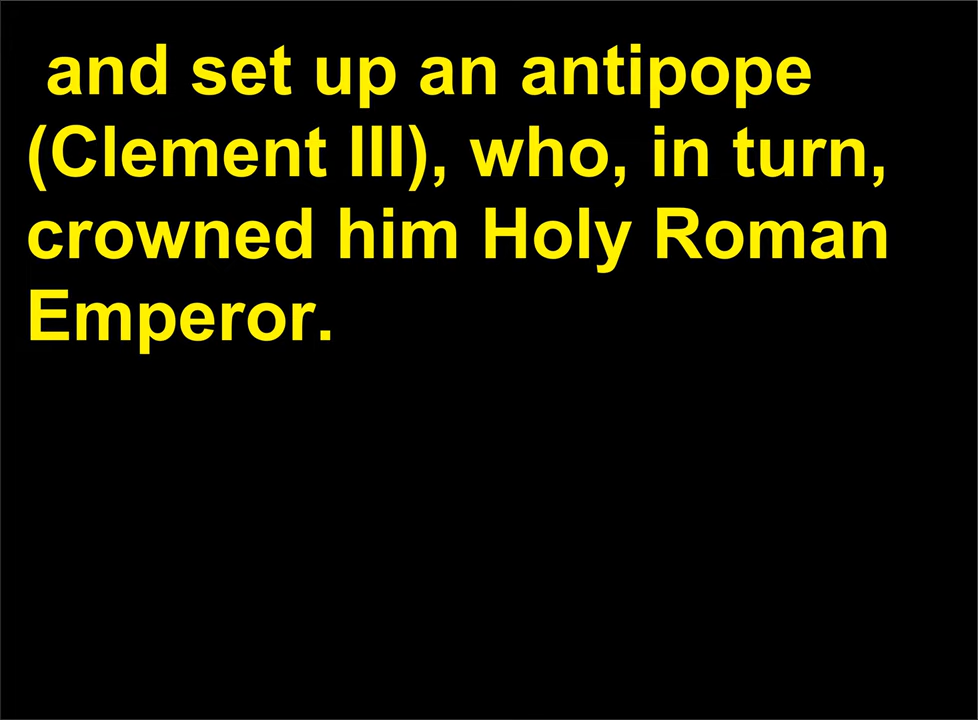 and set up an antipope
(Clement III), who, in turn,
crowned him Holy Roman
Emperor.